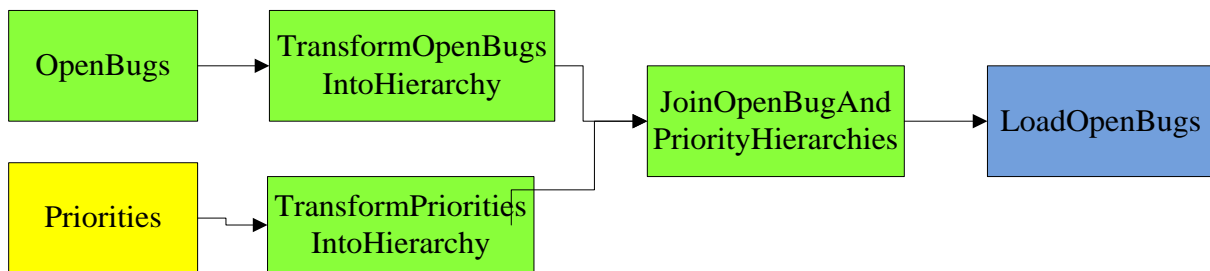 OpenBugs
TransformOpenBugs
IntoHierarchy
JoinOpenBugAnd
PriorityHierarchies
LoadOpenBugs
Priorities
TransformPriorities
IntoHierarchy